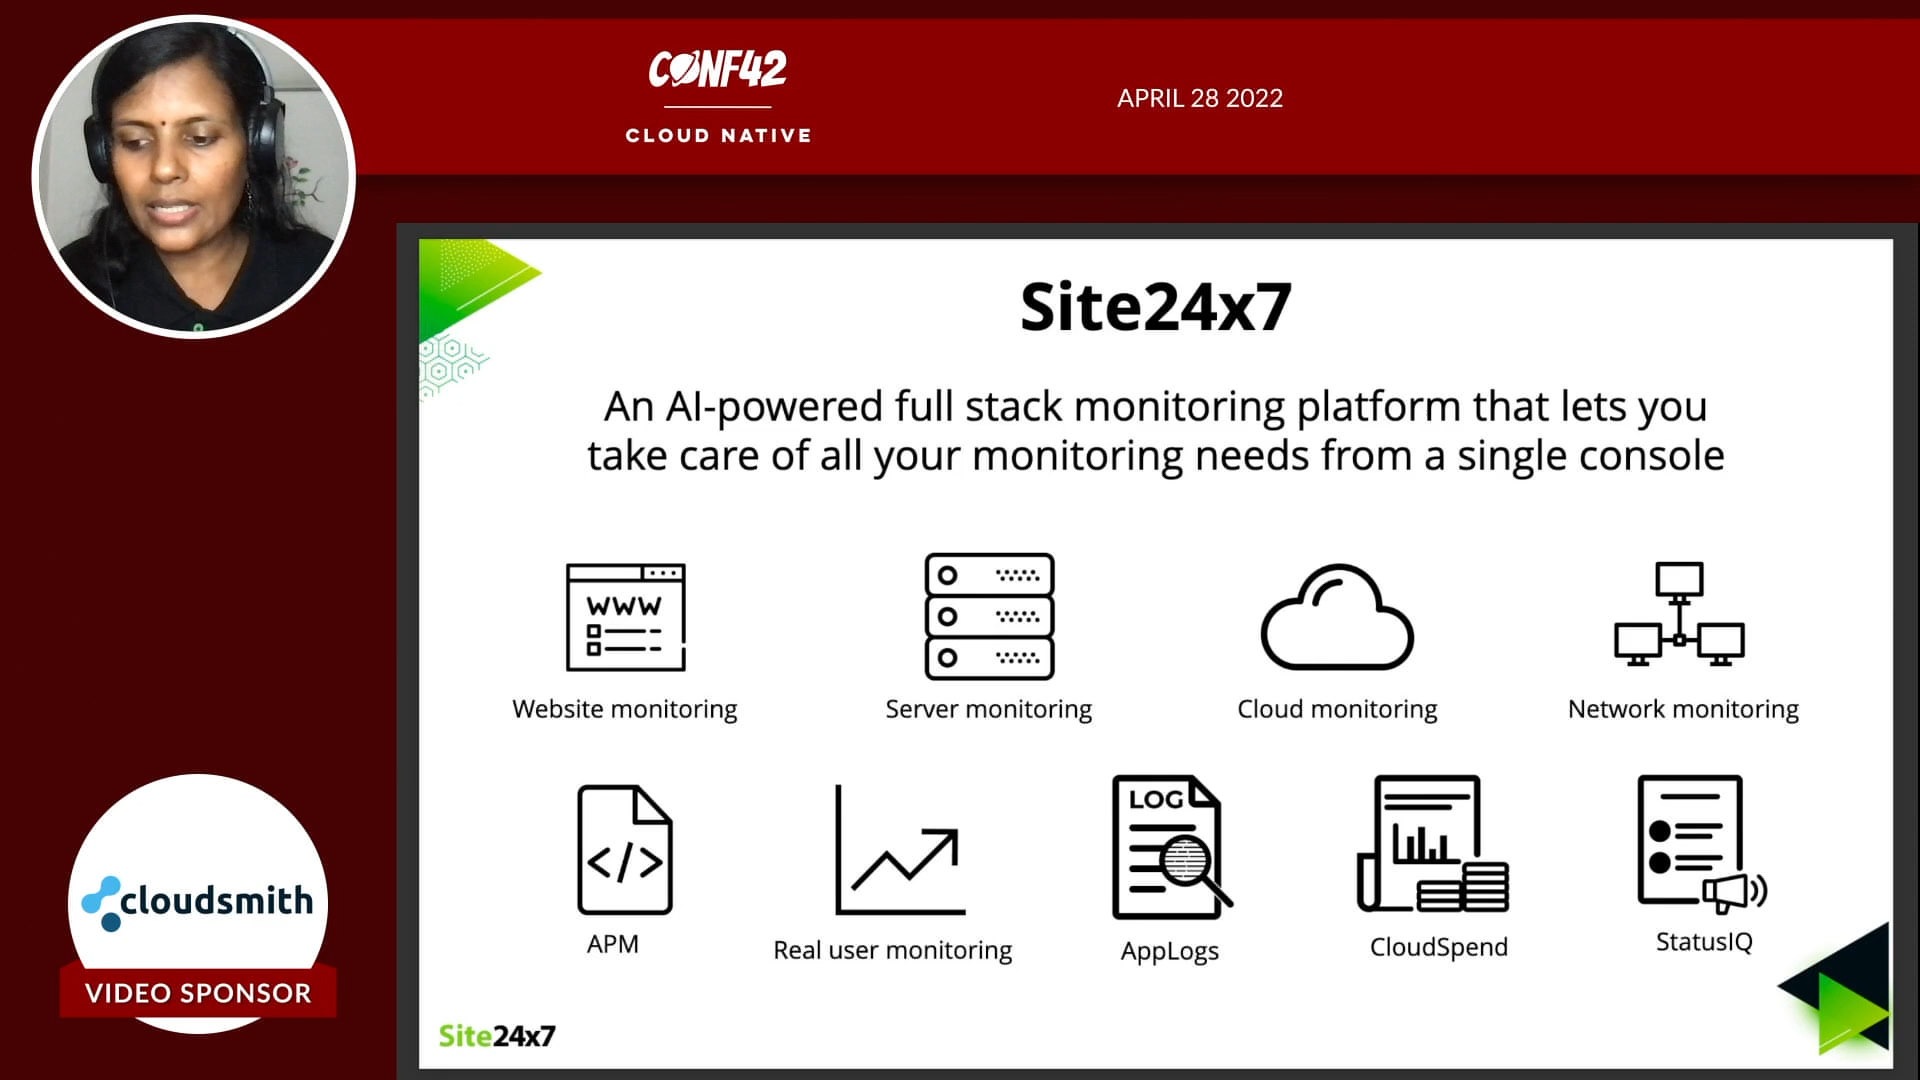 CONF42
CLOUD NATIVE
APRIL 28 2022
Site24x7
An AI-powered full stack monitoring platform that lets you
take care of all your monitoring needs from a single console
WWW
Website monitoring
Server monitoring
Cloud monitoring
Network monitoring
</>
APM
Real user monitoring
LOG
AppLogs
CloudSpend
StatusIQ
Site24x7
cloudsmith
VIDEO SPONSOR